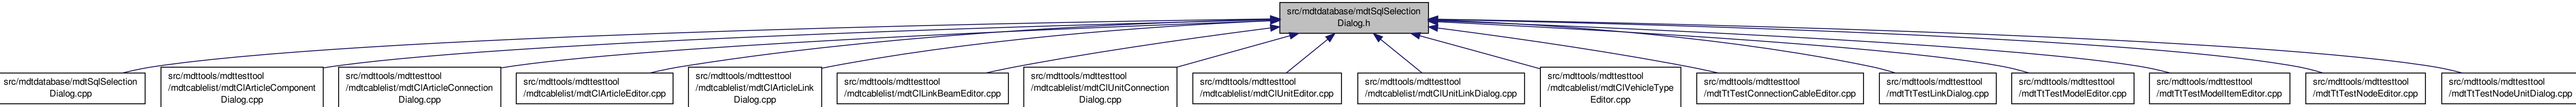 src/mdtdatabase/mdtSqlSelection
Dialog.h
src/mdtdatabase/mdtSqlSelection
Dialog.cpp
src/mdttools/mdttesttool
/mdtcablelist/mdtClArticleComponent
Dialog.cpp
src/mdttools/mdttesttool
/mdtcablelist/mdtClArticleConnection
Dialog.cpp
src/mdttools/mdttesttool
/mdtcablelist/mdtClArticleEditor.cpp
src/mdttools/mdttesttool
/mdtcablelist/mdtClArticleLink
Dialog.cpp
src/mdttools/mdttesttool
/mdtcablelist/mdtClLinkBeamEditor.cpp
src/mdttools/mdttesttool
/mdtcablelist/mdtClUnitConnection
Dialog.cpp
src/mdttools/mdttesttool
/mdtcablelist/mdtClUnitEditor.cpp
src/mdttools/mdttesttool
/mdtcablelist/mdtClUnitLinkDialog.cpp
src/mdttools/mdttesttool
/mdtcablelist/mdtClVehicleType
Editor.cpp
src/mdttools/mdttesttool
/mdtTtTestConnectionCableEditor.cpp
src/mdttools/mdttesttool
/mdtTtTestLinkDialog.cpp
src/mdttools/mdttesttool
/mdtTtTestModelEditor.cpp
src/mdttools/mdttesttool
/mdtTtTestModelItemEditor.cpp
src/mdttools/mdttesttool
/mdtTtTestNodeEditor.cpp
src/mdttools/mdttesttool
/mdtTtTestNodeUnitDialog.cpp